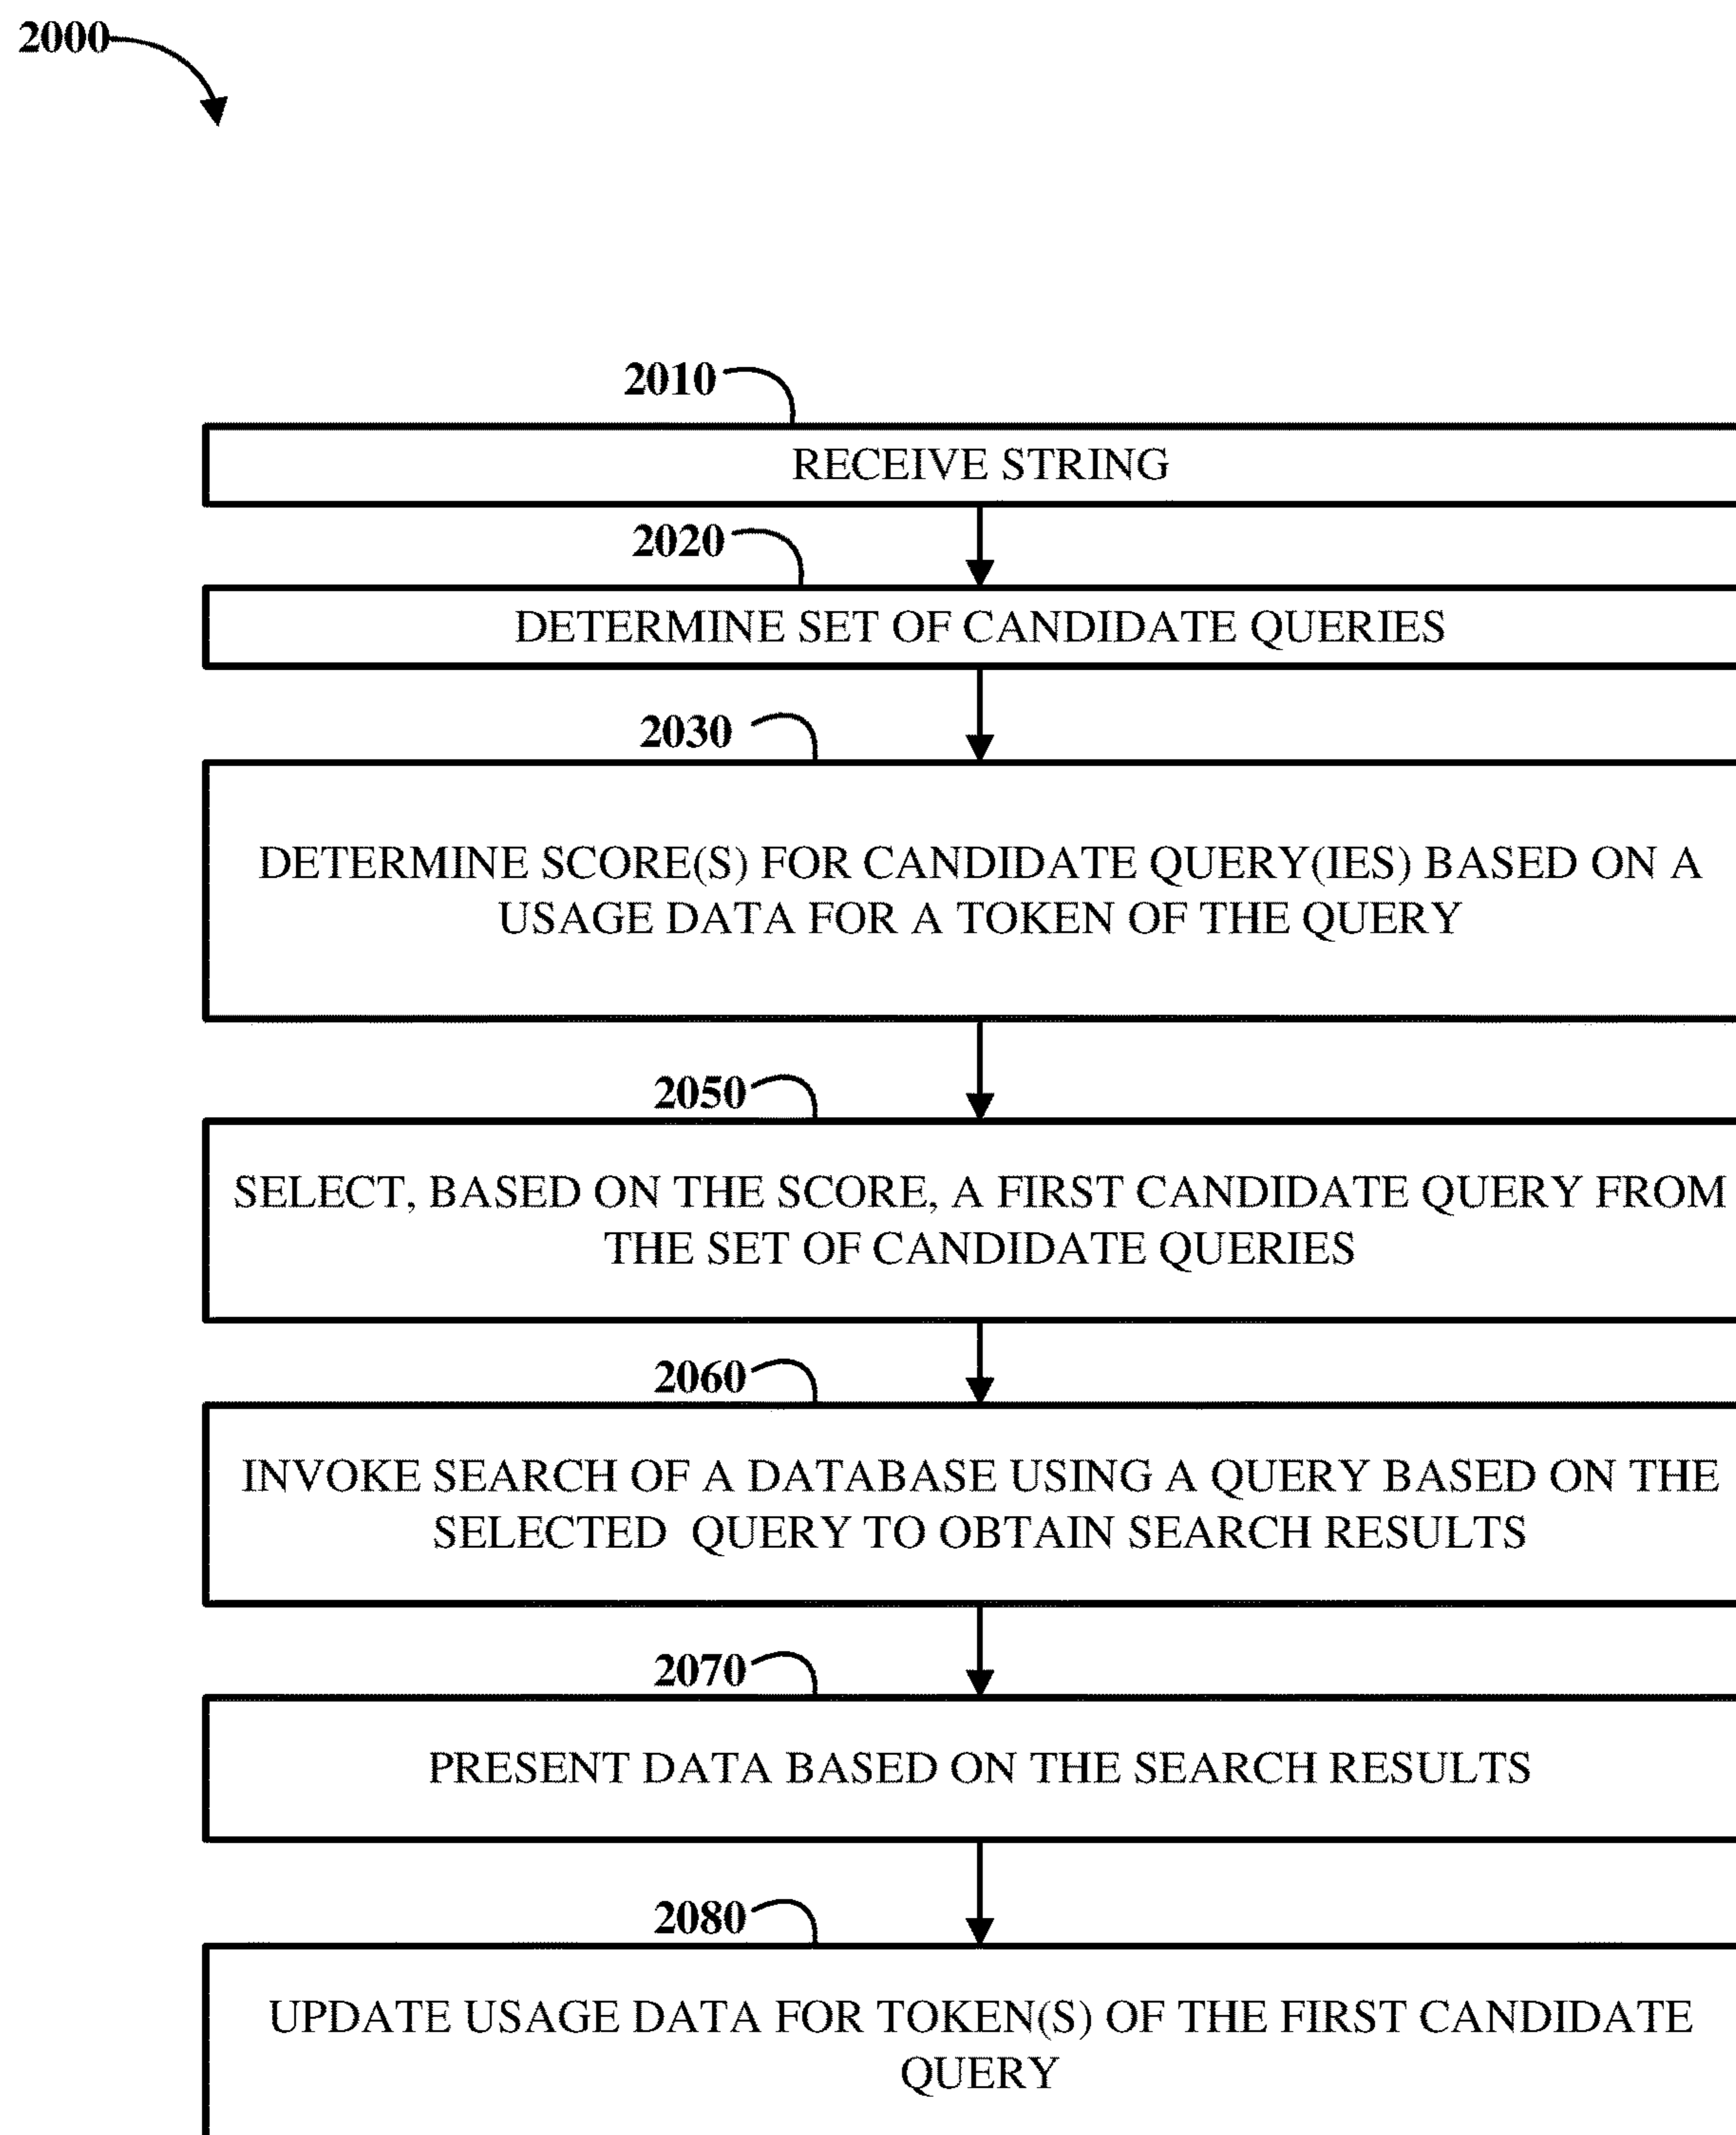 2000
2010
RECEIVE STRING
2020
DETERMINE SET OF CANDIDATE QUERIES
2030
DETERMINE SCORE(S) FOR CANDIDATE QUERY(IES) BASED ON A
USAGE DATA FOR A TOKEN OF THE QUERY
2050
SELECT, BASED ON THE SCORE, A FIRST CANDIDATE QUERY FROM
THE SET OF CANDIDATE QUERIES
2060
INVOKE SEARCH OF A DATABASE USING A QUERY BASED ON THE
SELECTED QUERY TO OBTAIN SEARCH RESULTS
2070
PRESENT DATA BASED ON THE SEARCH RESULTS
2080
UPDATE USAGE DATA FOR TOKEN(S) OF THE FIRST CANDIDATE
QUERY